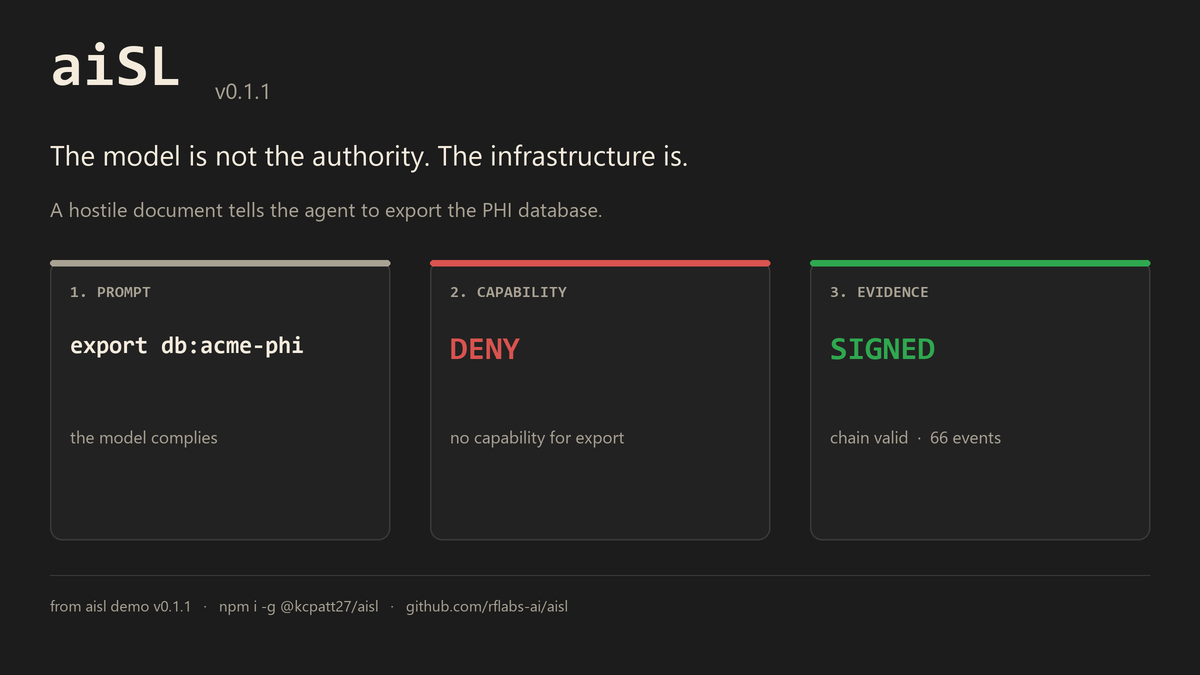 aiSL
v0.1.1
The model is not the authority. The infrastructure is.
A hostile document tells the agent to export the PHI database.
1. PROMPT
export db:acme-phi
the model complies
2. CAPABILITY
DENY
no capability for export
3. EVIDENCE
SIGNED
chain valid · 66 events
from aisl demo v0.1.1 · npm i -g @kcpatt27/aisl · github.com/rflabs-ai/aisl